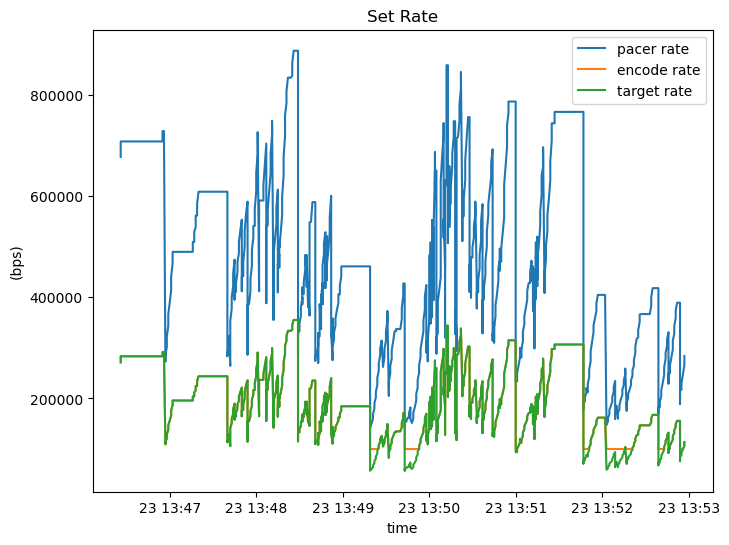 Set Rate
pacer rate
encode rate
target rate
800000
600000
400000
200000
(bps)
23 13:47 23 13:48 23 13:49 23 13:50 23 13:51 23 13:52 23 13:53
time